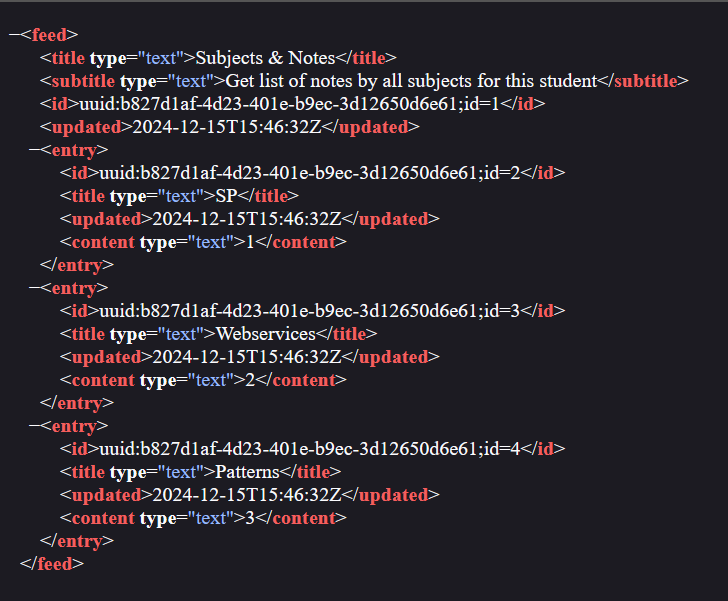 −<feed>
<title type="text">Subjects & Notes</title>
<subtitle type="text">Get list of notes by all subjects for this student</subtitle>
<id>uuid:b827d1af-4d23-401e-b9ec-3d12650d6e61;id=1</id>
<updated>2024-12-15T15:46:32Z</updated>
−<entry>
<id>uuid:b827d1af-4d23-401e-b9ec-3d12650d6e61;id=2</id>
<title type="text">SP</title>
<updated>2024-12-15T15:46:32Z</updated>
<content type="text">1</content>
</entry>
−<entry>
<id>uuid:b827d1af-4d23-401e-b9ec-3d12650d6e61;id=3</id>
<title type="text">Webservices</title>
<updated>2024-12-15T15:46:32Z</updated>
<content type="text">2</content>
</entry>
−<entry>
<id>uuid:b827d1af-4d23-401e-b9ec-3d12650d6e61;id=4</id>
<title type="text">Patterns</title>
<updated>2024-12-15T15:46:32Z</updated>
<content type="text">3</content>
</entry>
</feed>